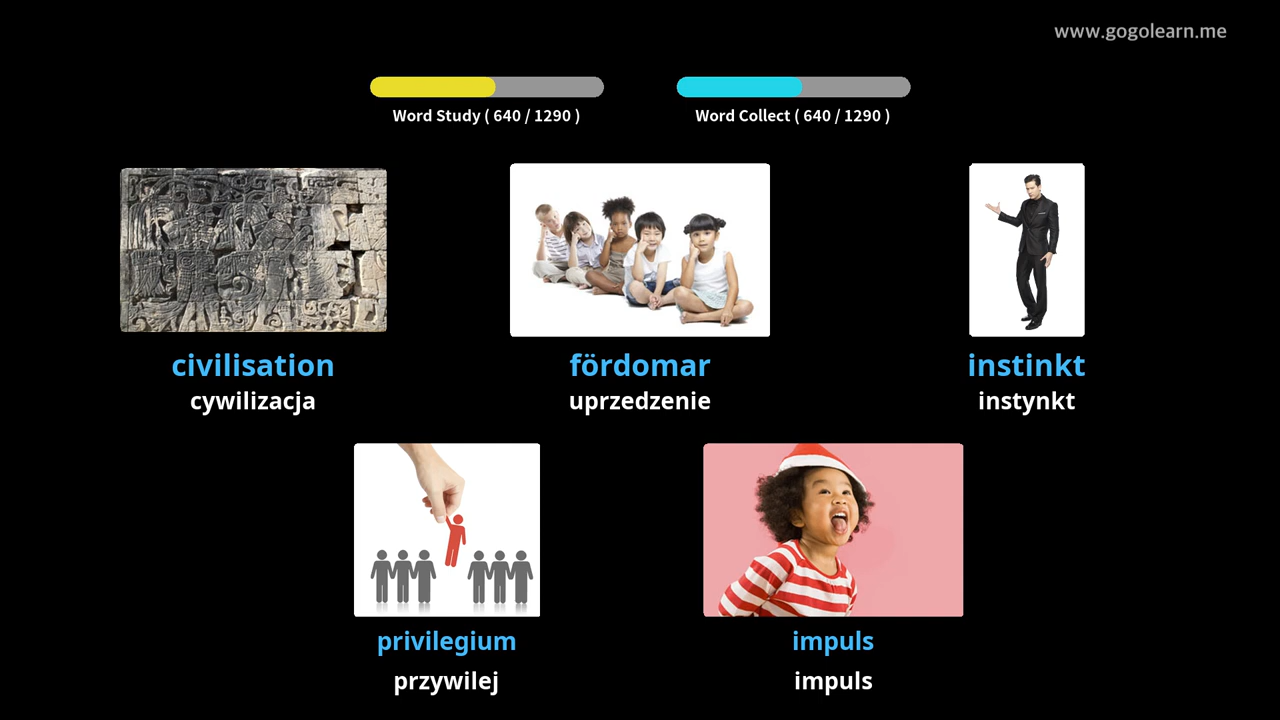 www.gogolearn.me
Word Study ( 640 / 1290 )
Word Collect ( 640 / 1290 )
civilisation
cywilizacja
fördomar
uprzedzenie
instinkt
instynkt
privilegium
przywilej
impuls
impuls